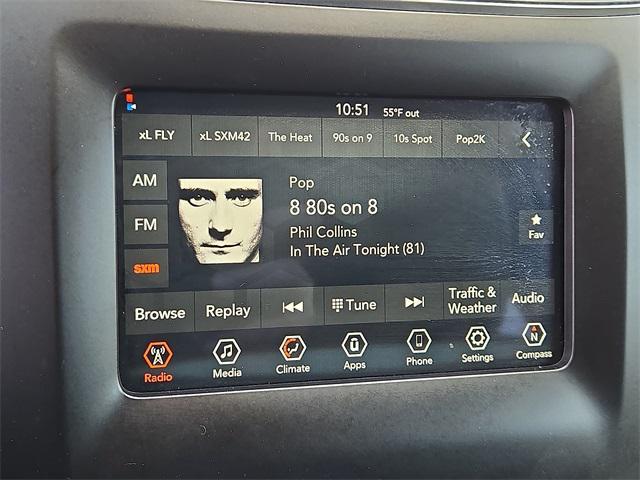 10:51 55°F out
xL FLY xL SXM42 The Heat 90s on 9 10s Spot Pop2K
AM
FM
sxm
Pop
8 80s on 8
Phil Collins
In The Air Tonight (81)
Fav
Browse Replay Tune Traffic & Weather Audio
Radio Media Climate Apps Phone Settings Compass
N